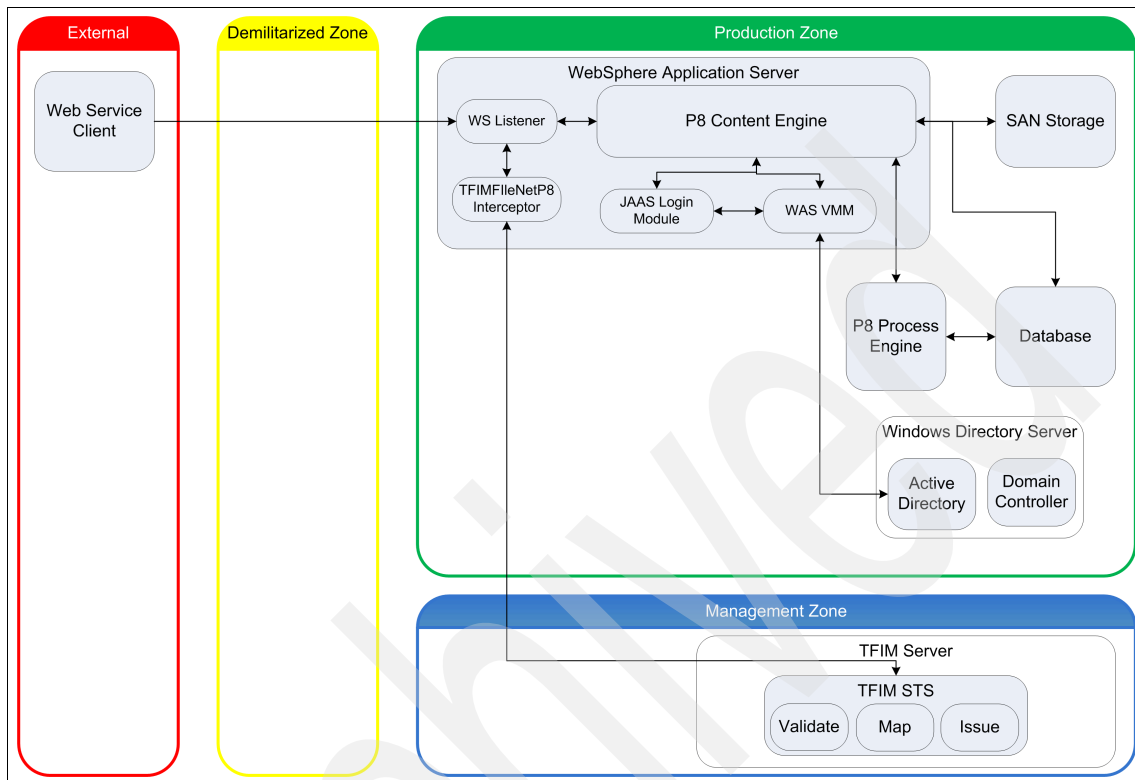 External
Demilitarized Zone
Production Zone
Web Service
Client
WebSphere Application Server
WS Listener
P8 Content Engine
SAN Storage
TFIMFIleNetP8
Interceptor
JAAS Login
Module
WAS VMM
P8 Process
Engine
Database
Windows Directory Server
Active
Directory
Domain
Controller
Management Zone
TFIM Server
TFIM STS
Validate
Map
Issue